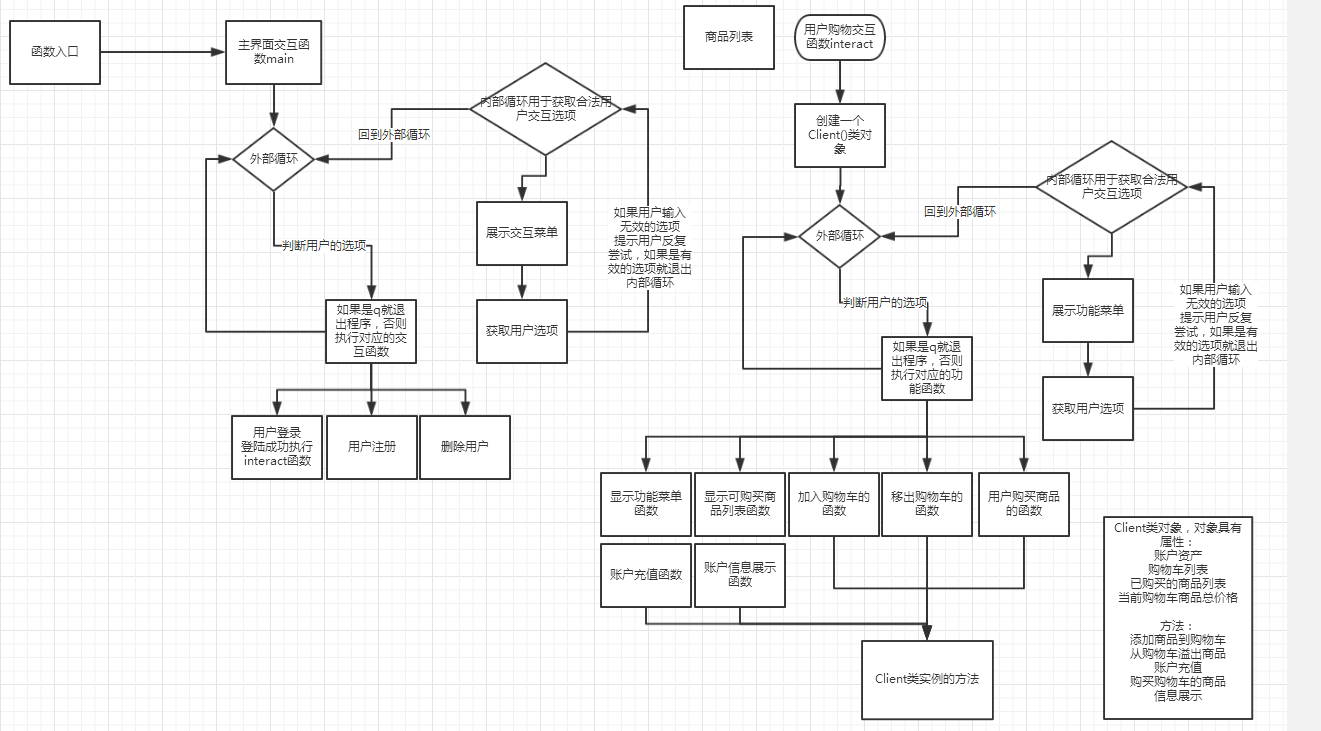 函数入口
主界面交互函
数main
外部循环
回到外部循环
内部循环用于获取合法用
户交互选项
展示交互菜单
获取用户选项
如果用户输入
无效的选项
提示用户反复
尝试，如果是有
效的选项就退出
内部循环
判断用户的选项
如果是q就退
出程序，否则
执行对应的交
互函数
用户登录
登陆成功执行
interact函数
用户注册
删除用户
商品列表
用户购物交互
函数interact
创建一个
Client()类对
象
外部循环
回到外部循环
内部循环用于获取合法用
户交互选项
展示功能菜单
获取用户选项
如果用户输入
无效的选项
提示用户反复
尝试，如果是有
效的选项就退出
内部循环
判断用户的选项
如果是q就退
出程序，否则
执行对应的功
能函数
显示功能菜单
函数
显示可购买商
品列表函数
加入购物车的
函数
移出购物车的
函数
用户购买商品
的函数
账户充值函数
账户信息展示
函数
Client类实例的方法
Client类对象，对象具有
属性：
账户资产
购物车列表
已购买的商品列表
当前购物车商品总价格
方法：
添加商品到购物车
从购物车溢出商品
账户充值
购买购物车的商品
信息展示